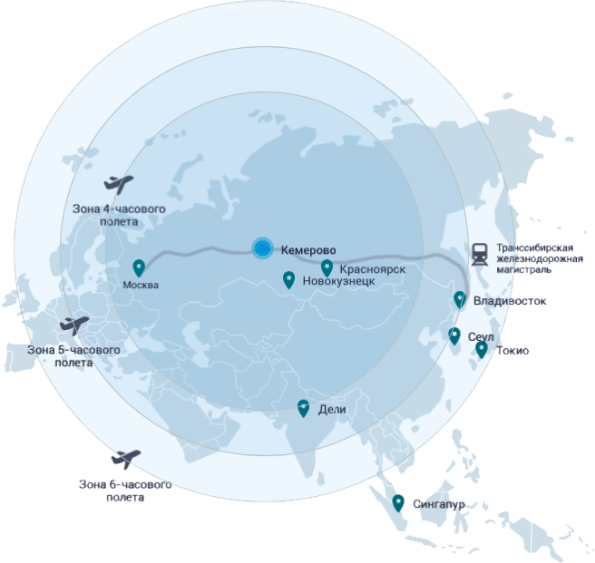 Зона 4-часового
полета
Кемерово
Транссибирская
железнодорожная
магистраль
Красноярск
Новокузнецк
Москва
Владивосток
Сеул
Токио
Зона 5-часового
полета
Дели
Зона 6-часового
полета
Сингапур